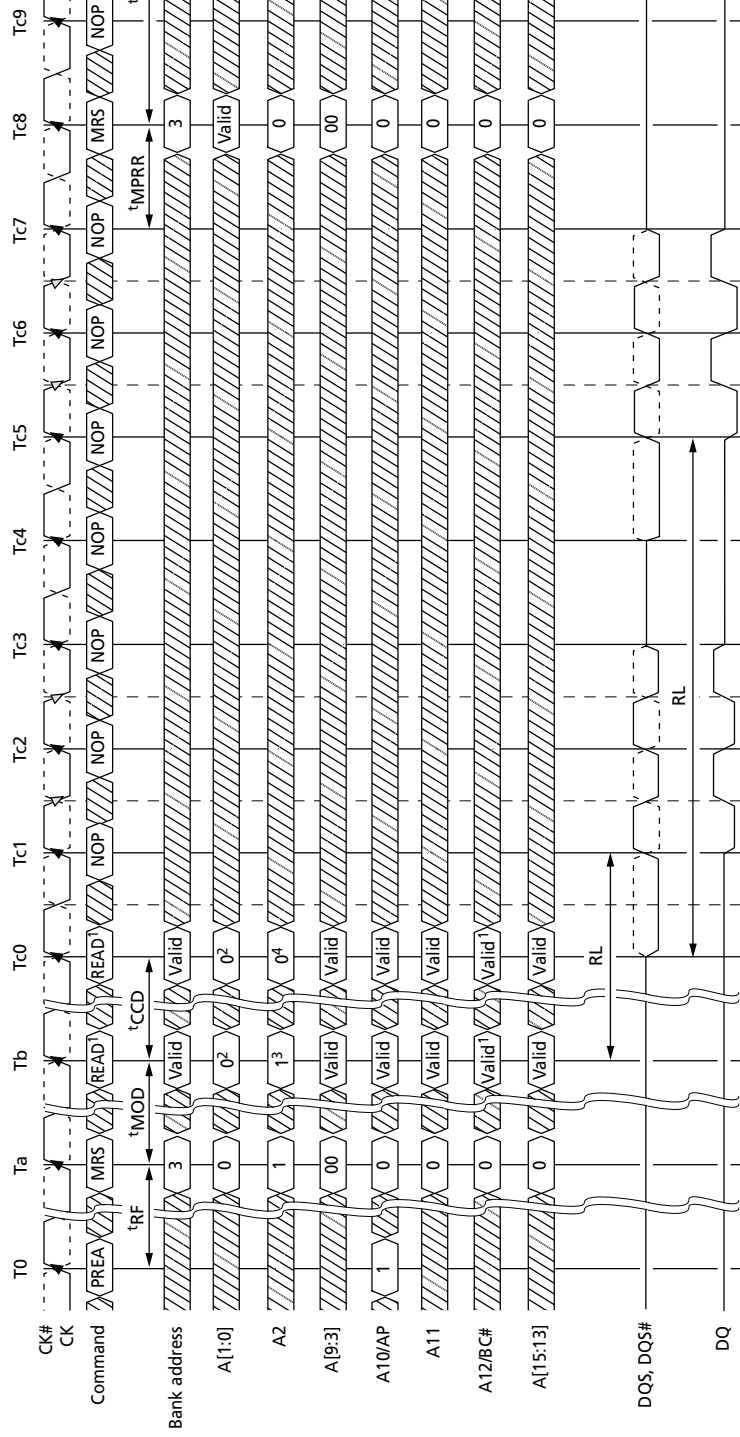 T0 Ta Tb Tc0 Tc1 Tc2 Tc3 Tc4 Tc5 Tc6 Tc7 Tc8 Tc9
CK#
CK
Command PREA MRS READ¹ READ¹ NOP NOP NOP NOP NOP NOP NOP MRS NOP
tRF tMOD tCCD tMPRR
Bank address 3 Valid Valid 3
A[1:0] 0 0² 0² Valid
A2 1 1³ 0⁴ 0
A[9:3] 00 Valid Valid 00
A10/AP 1 0 Valid Valid 0
A11 0 Valid Valid 0
A12/BC# 0 Valid¹ Valid¹ 0
A[15:13] 0 Valid Valid 0
RL
DQS, DQS#
RL
DQ